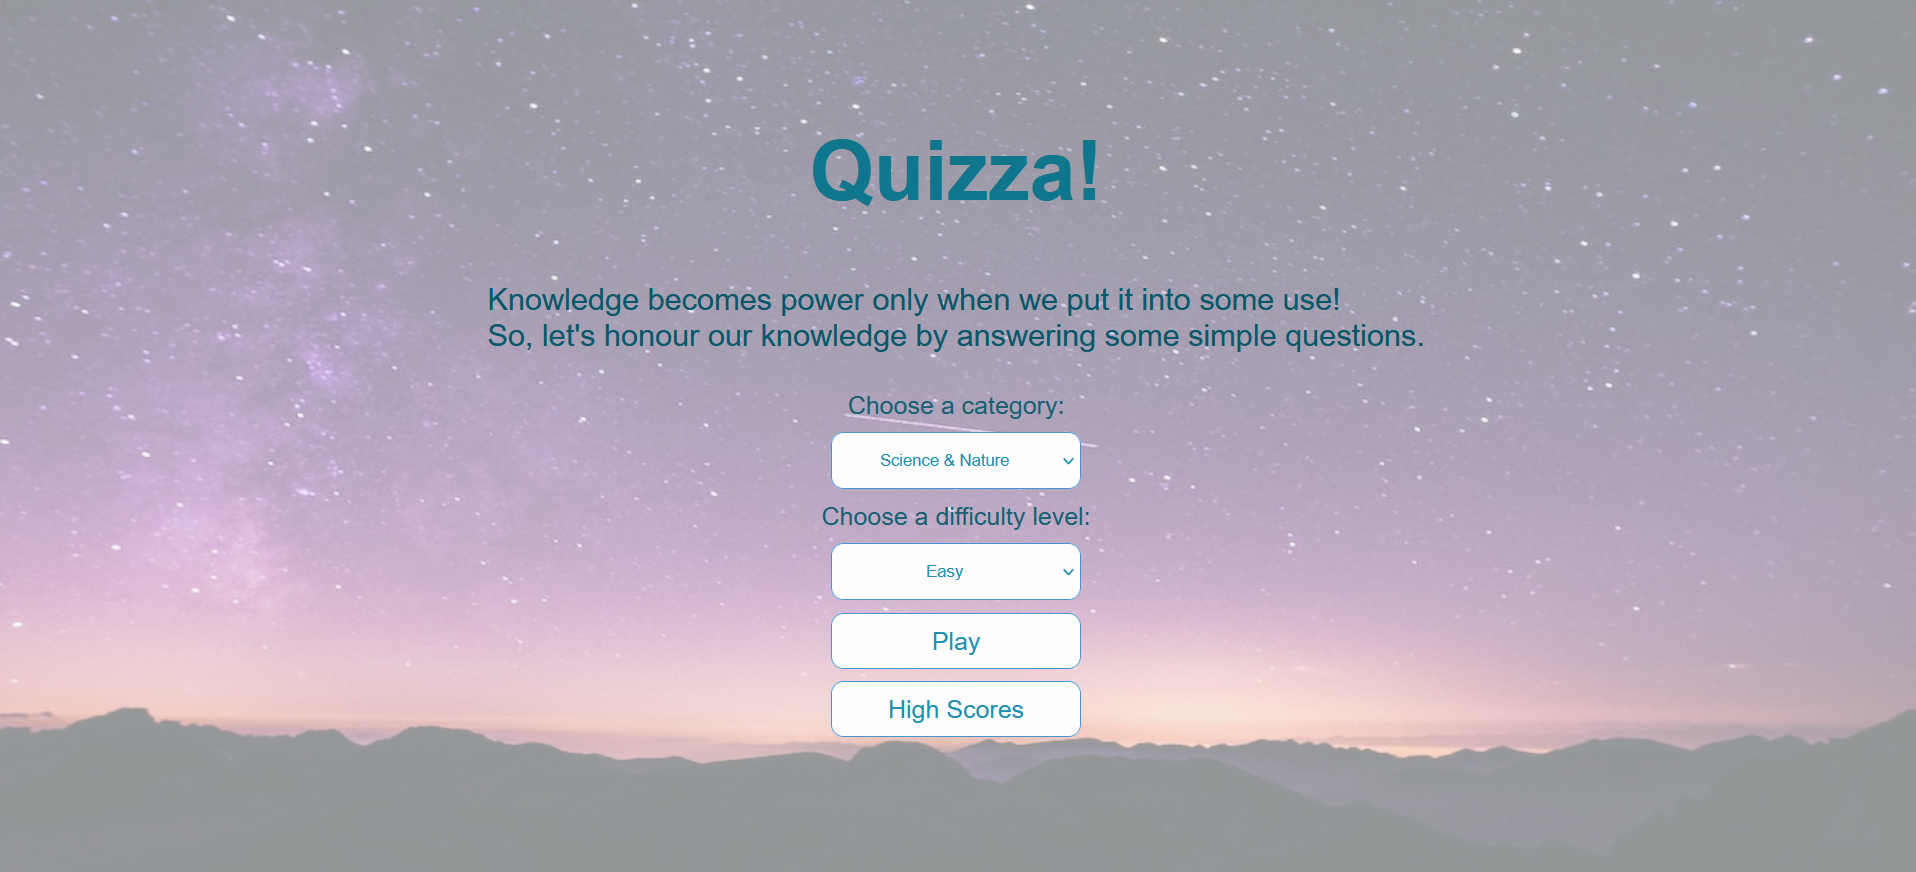 Quizza!
Knowledge becomes power only when we put it into some use!
So, let's honour our knowledge by answering some simple questions.
Choose a category:
Science & Nature
Choose a difficulty level:
Easy
Play
High Scores